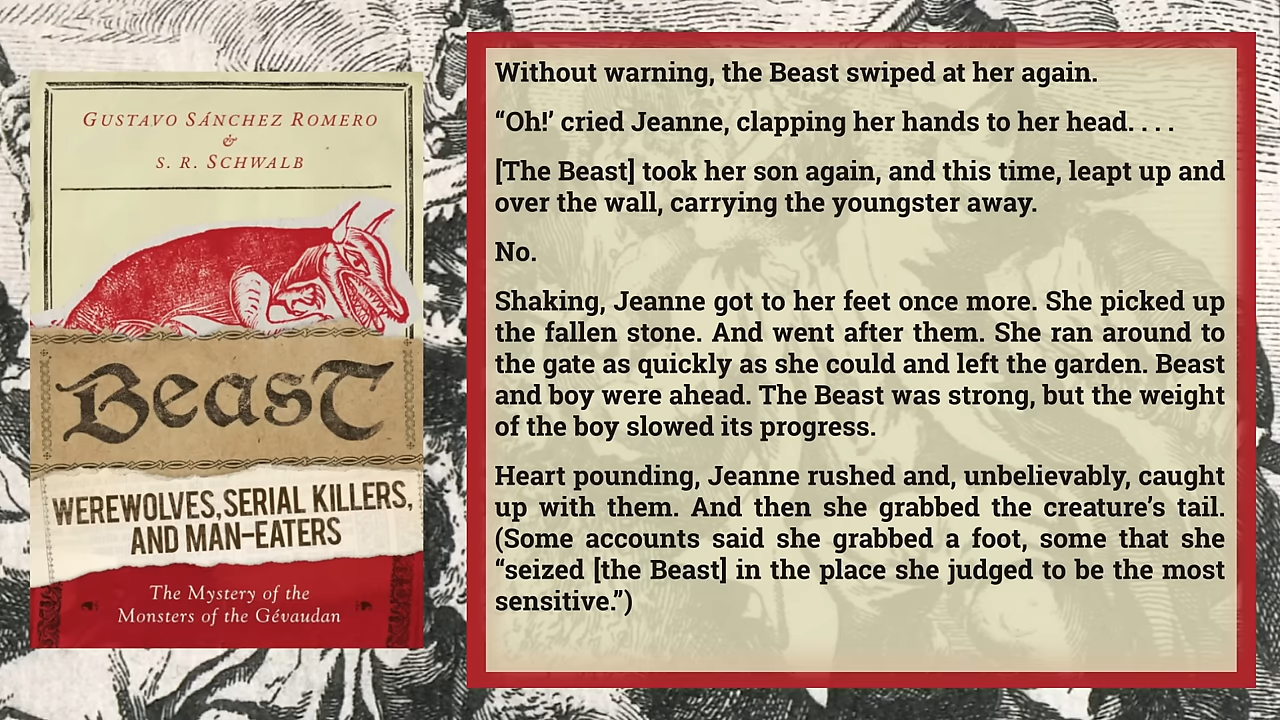 GUSTAVO SÁNCHEZ ROMERO
&
S. R. SCHWALB
Beast
WEREWOLVES, SERIAL KILLERS,
AND MAN-EATERS
The Mystery of the
Monsters of the Gévaudan
Without warning, the Beast swiped at her again.
“Oh!’ cried Jeanne, clapping her hands to her head. . . .
[The Beast] took her son again, and this time, leapt up and
over the wall, carrying the youngster away.
No.
Shaking, Jeanne got to her feet once more. She picked up
the fallen stone. And went after them. She ran around to
the gate as quickly as she could and left the garden. Beast
and boy were ahead. The Beast was strong, but the weight
of the boy slowed its progress.
Heart pounding, Jeanne rushed and, unbelievably, caught
up with them. And then she grabbed the creature’s tail.
(Some accounts said she grabbed a foot, some that she
“seized [the Beast] in the place she judged to be the most
sensitive.”)